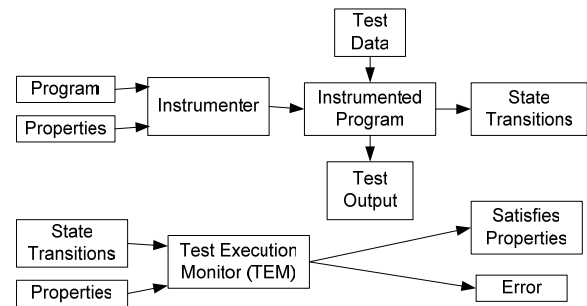 Test
Data
Program
Properties
Instrumenter
Instrumented
Program
State
Transitions
Test
Output
State
Transitions
Properties
Test Execution
Monitor (TEM)
Satisfies
Properties
Error